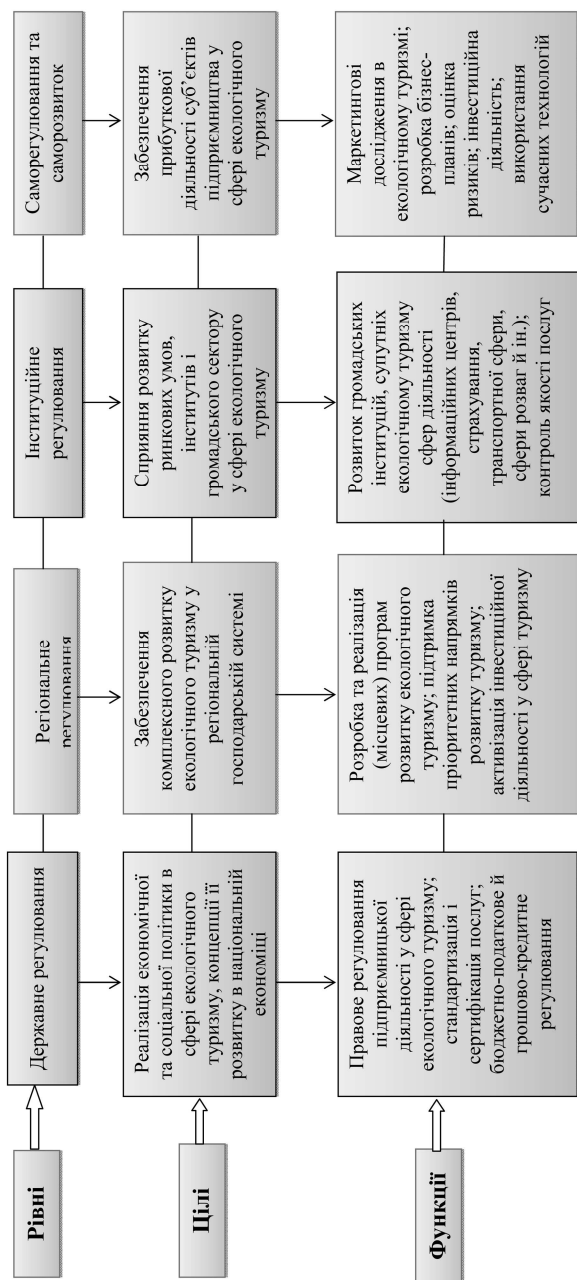 Рівні
Державне регулювання
Регіональне
регулювання
Інституційне
регулювання
Саморегулювання та
саморозвиток
Цілі
Реалізація економічної
та соціальної політики в
сфері екологічного
туризму, концепції її
розвитку в національній
економіці
Забезпечення
комплексного розвитку
екологічного туризму у
регіональній
господарській системі
Сприяння розвитку
ринкових умов,
інститутів і
громадського сектору
у сфері екологічного
туризму
Забезпечення
прибуткової
діяльності суб’єктів
підприємництва у
сфері екологічного
туризму
Функції
Правове регулювання
підприємницької
діяльності у сфері
екологічного туризму;
стандартизація і
сертифікація послуг;
бюджетно-податкове й
грошово-кредитне
регулювання
Розробка та реалізація
(місцевих) програм
розвитку екологічного
туризму; підтримка
пріоритетних напрямків
розвитку туризму;
активізація інвестиційної
діяльності у сфері туризму
Розвиток громадських
інституцій, супутніх
екологічному туризму
сфер діяльності
(інформаційних центрів,
страхування,
транспортної сфери,
сфери розваг й ін.);
контроль якості послуг
Маркетингові
дослідження в
екологічному туризмі;
розробка бізнес-
планів; оцінка
ризиків; інвестиційна
діяльність;
використання
сучасних технологій